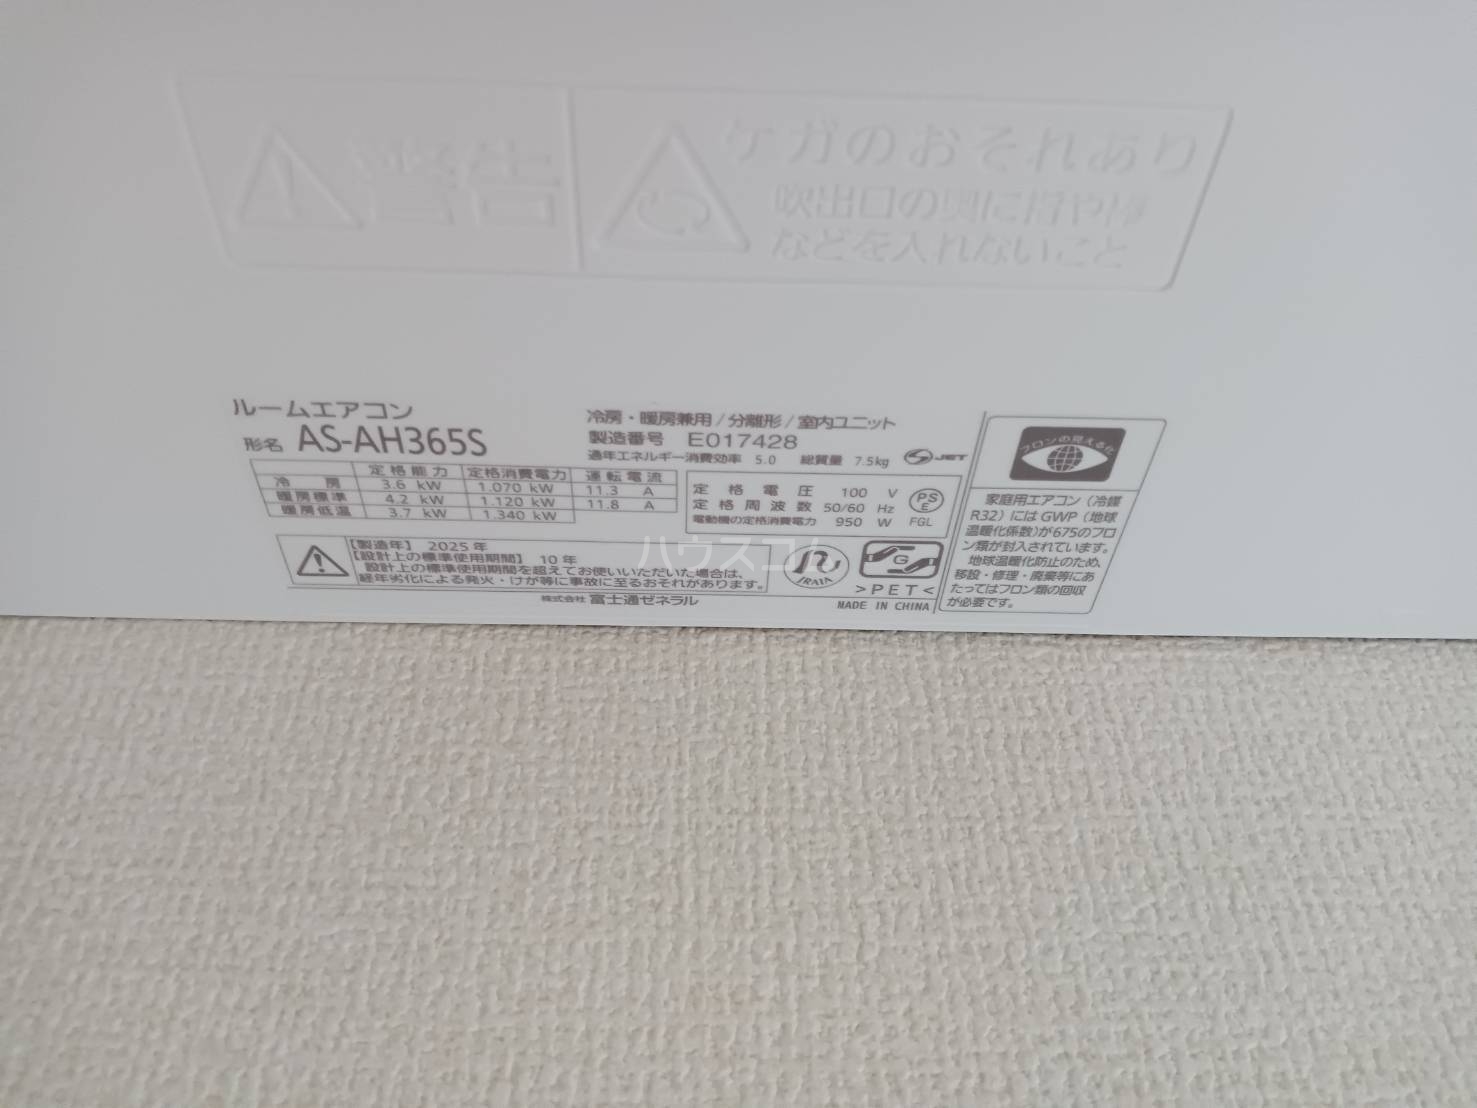 警告
ケガのおそれあり
吹出口の奥に指や棒
などを入れないこと
ルームエアコン
形名 AS-AH365S
冷房・暖房兼用/分離形/室内ユニット
製造番号 E017428
通年エネルギー消費効率 5.0 総質量 7.5kg
JET
定格能力 定格消費電力 運転電流
冷房 3.6 kW 1.070 kW 11.3 A
暖房標準 4.2 kW 1.120 kW 11.8 A
暖房低温 3.7 kW 1.340 kW
定格電圧 100 V
定格周波数 50/60 Hz
電動機の定格消費電力 950 W
PS
E
FGL
【製造年】 2025年
【設計上の標準使用期間】 10年
設計上の標準使用期間を超えてお使いいただいた場合は、
経年劣化による発火・けが等に事故に至るおそれがあります。
ハウスコム
JRAIA
G
>PET<
株式会社 富士通ゼネラル
MADE IN CHINA
フロンの見える化
家庭用エアコン(冷媒
R32)にはGWP(地球
温暖化係数)が675のフロ
ン類が封入されています。
地球温暖化防止のため、
移設・修理・廃棄等にあ
たってはフロン類の回収
が必要です。